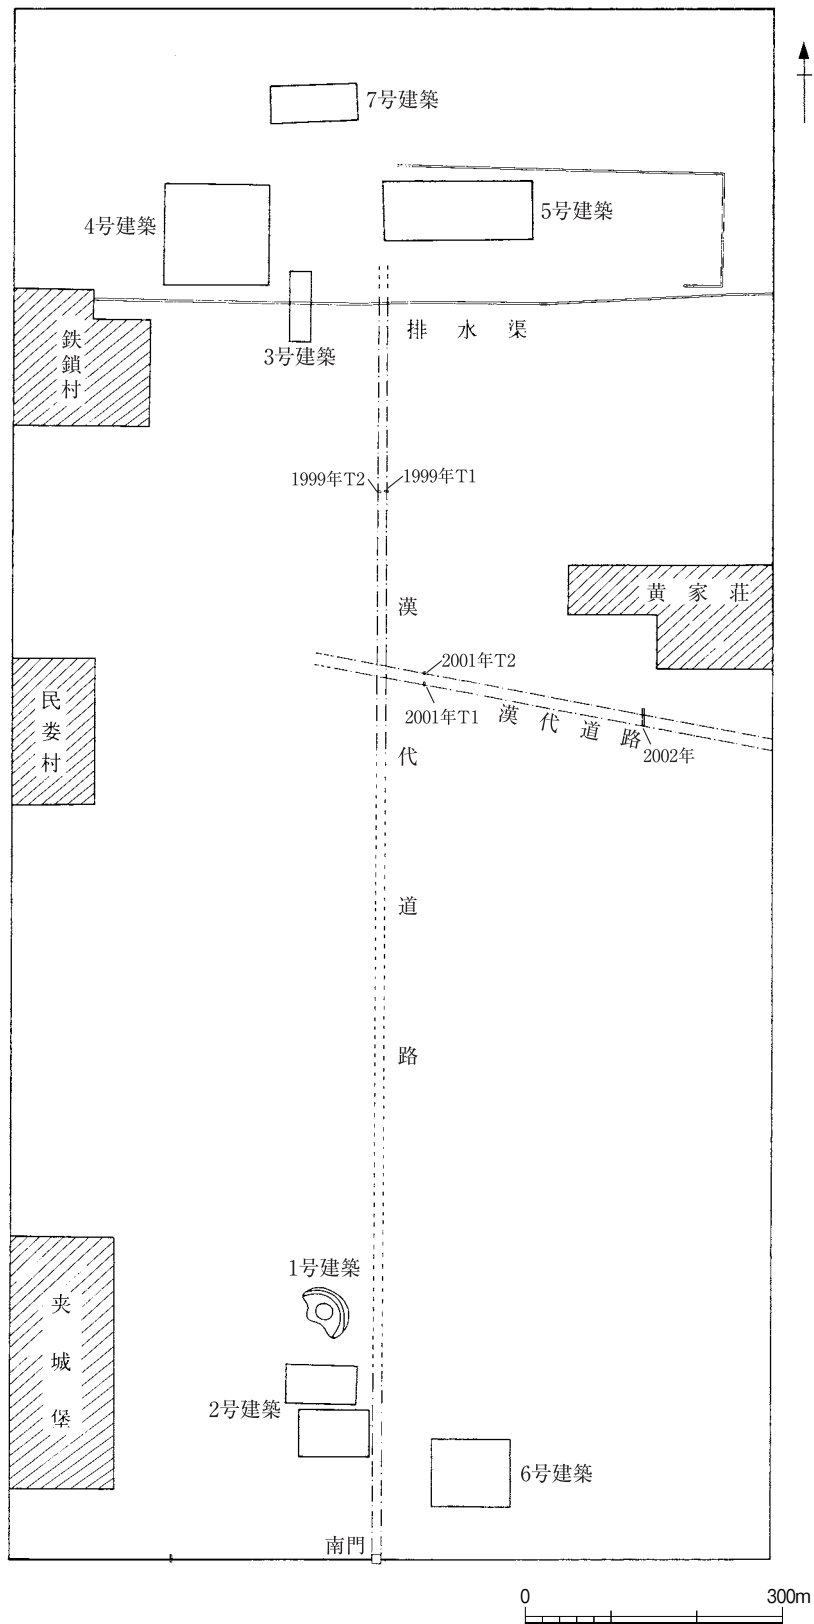 7号建築
4号建築
5号建築
3号建築
排水渠
鉄鎖村
1999年T2
1999年T1
黄家荘
漢代道路
2001年T2
2001年T1
漢代道路
2002年
民娄村
1号建築
夹城堡
2号建築
6号建築
南門
0
300m